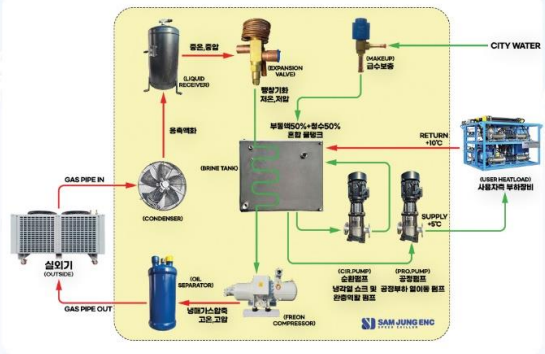 CITY WATER
중온,중압
(LIQUID
RECEIVER)
(EXPANSION
VALVE)
팽창기화
저온,저압
(MAKEUP)
급수보충
부동액50%+청수50%
혼합 물탱크
응축액화
(BRINE TANK)
RETURN
+10℃
(USER HEATLOAD)
사용자측 부하장비
GAS PIPE IN
(CONDENSER)
SUPPLY
+5℃
실외기
(OUTSIDE)
(OIL
SEPARATOR)
(CIR.PUMP)
순환펌프
냉각열 쇼크 및
완충역할 펌프
(PRO.PUMP)
공정펌프
공정부하 열이동 펌프
GAS PIPE OUT
냉매가스압축
고온,고압
(FREON
COMPRESSOR)
SAM JUNG ENC
SPEED CHILLER